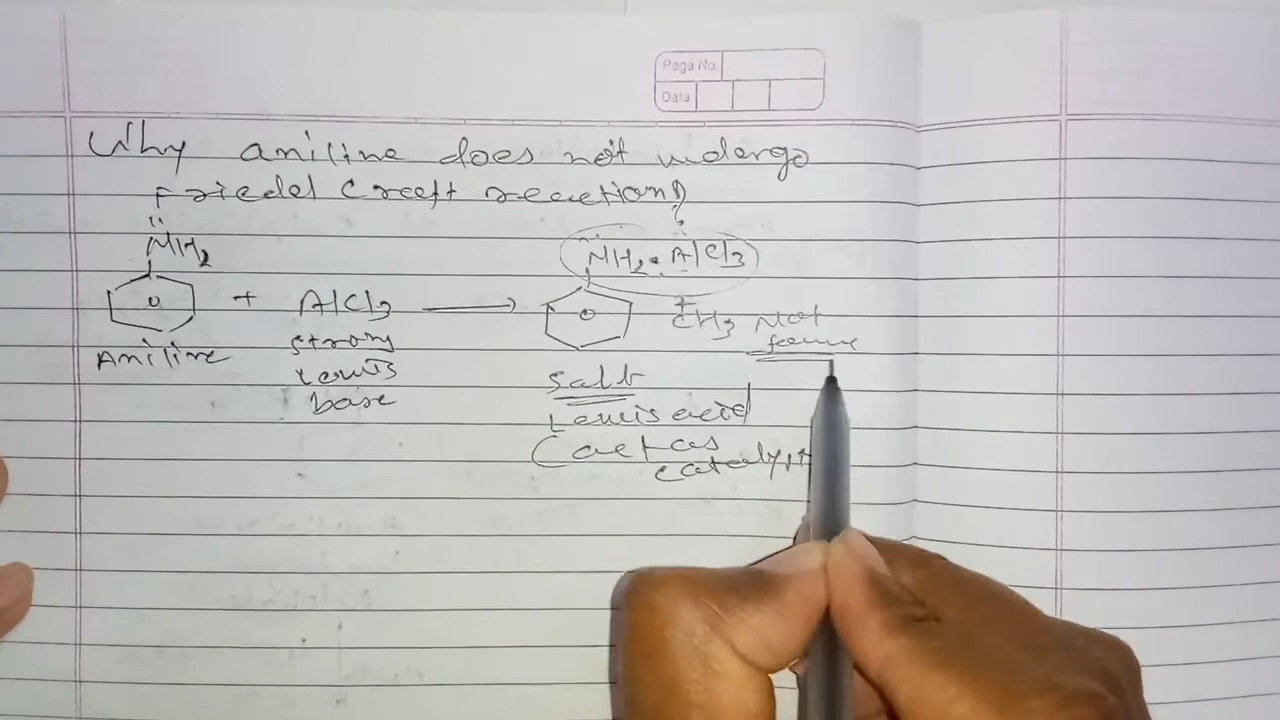 Page No.
Date
Why aniline does not undergo
Friedel Craft reaction?
NH2
+ AlCl3 ⟶
Aniline
strong
Lewis
base
NH2 • AlCl3
+
CH3 Not
forme
Salt
Lewis acid
(act as
catalyst